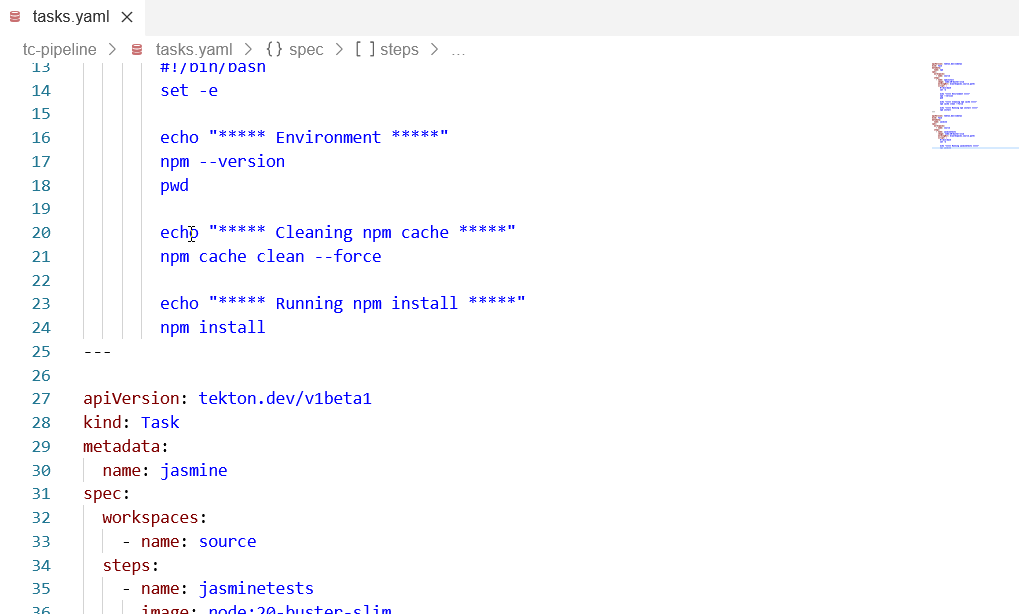 tasks.yaml
tc-pipeline > tasks.yaml > {} spec > [ ] steps > ...
13 #!/bin/bash
14 set -e
15
16 echo "***** Environment *****"
17 npm --version
18 pwd
19
20 echo "***** Cleaning npm cache *****"
21 npm cache clean --force
22
23 echo "***** Running npm install *****"
24 npm install
25 ---
26
27 apiVersion: tekton.dev/v1beta1
28 kind: Task
29 metadata:
30 name: jasmine
31 spec:
32 workspaces:
33 - name: source
34 steps:
35 - name: jasminetests
36 image: node:20-buster-slim